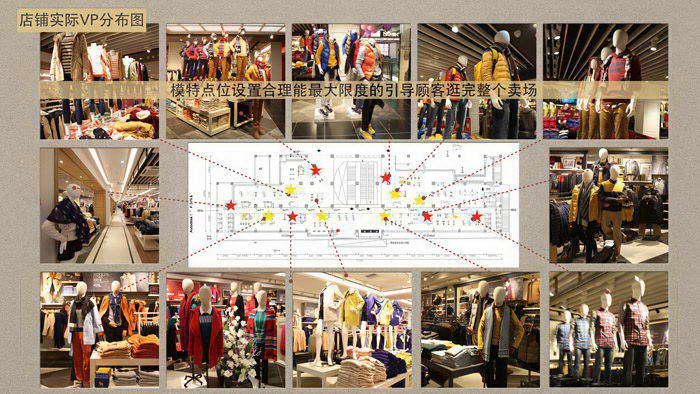 店铺实际VP分布图
模特点位设置合理能最大限度的引导顾客逛完整个卖场